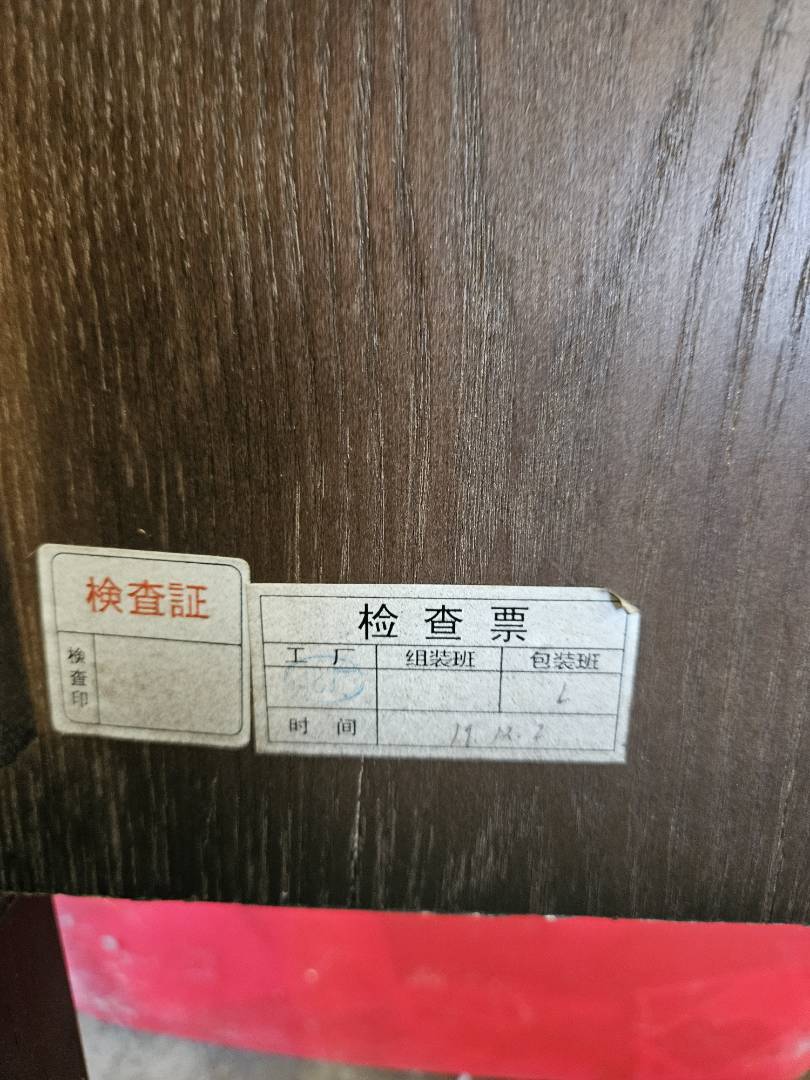 検査証
検査印
检查票
工厂 组装班 包装班
时间